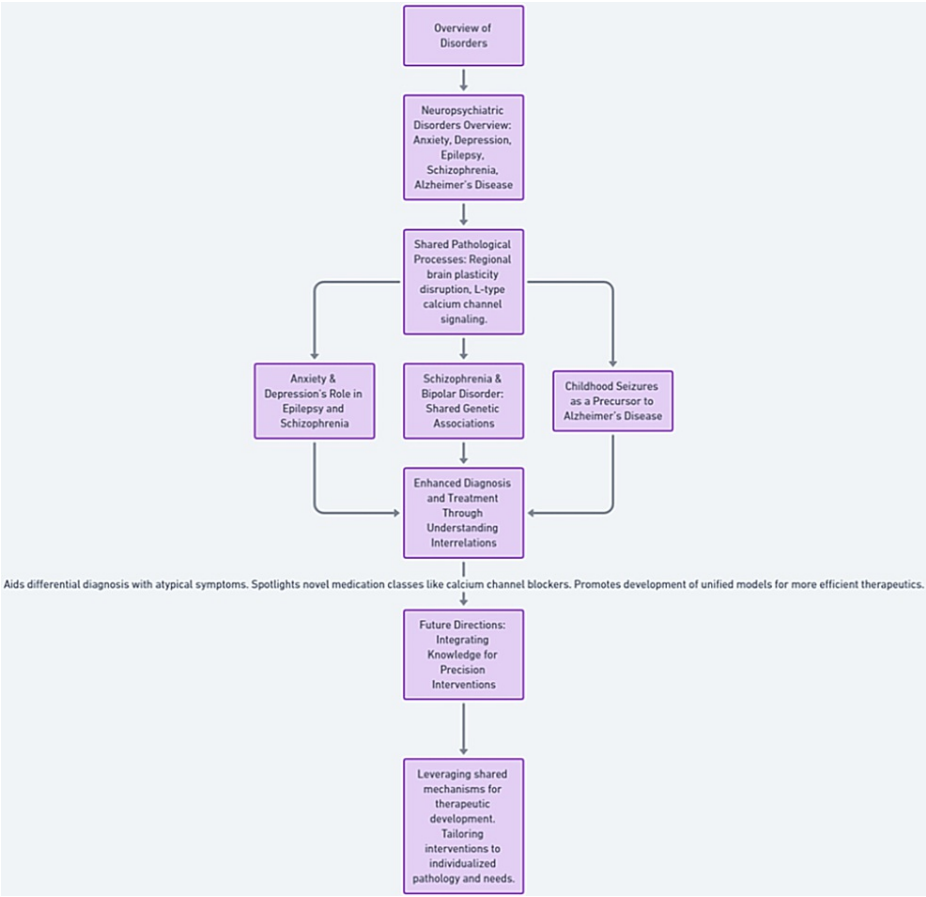 Overview of
Disorders
Neuropsychiatric
Disorders Overview:
Anxiety, Depression,
Epilepsy,
Schizophrenia,
Alzheimer's Disease
Shared Pathological
Processes: Regional
brain plasticity
disruption, L-type
calcium channel
signaling.
Anxiety &
Depression's Role in
Epilepsy and
Schizophrenia
Schizophrenia &
Bipolar Disorder:
Shared Genetic
Associations
Childhood Seizures
as a Precursor to
Alzheimer's Disease
Enhanced Diagnosis
and Treatment
Through
Understanding
Interrelations
Aids differential diagnosis with atypical symptoms. Spotlights novel medication classes like calcium channel blockers. Promotes development of unified models for more efficient therapeutics.
Future Directions:
Integrating
Knowledge for
Precision
Interventions
Leveraging shared
mechanisms for
therapeutic
development.
Tailoring
interventions to
individualized
pathology and needs.